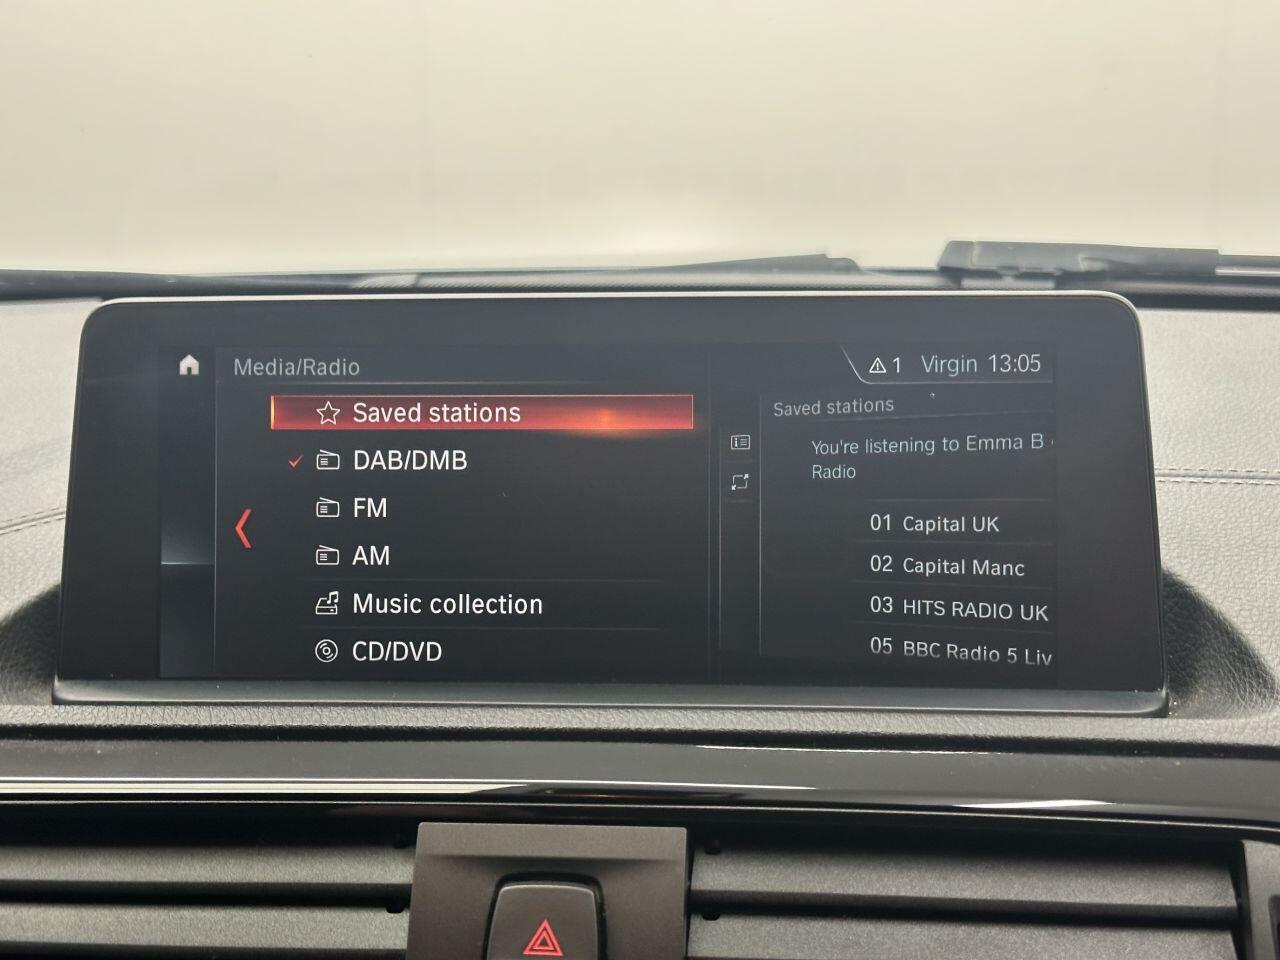 Media/Radio
1 Virgin 13:05
Saved stations
DAB/DMB
FM
AM
Music collection
CD/DVD
Saved stations
You're listening to Emma B
Radio
01 Capital UK
02 Capital Manc
03 HITS RADIO UK
05 BBC Radio 5 Liv